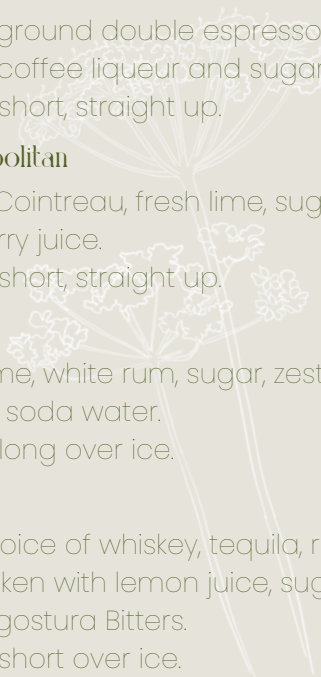 ground double espresso
coffee liqueur and sugar
short, straight up.
politan
Cointreau, fresh lime, sug
rry juice.
short, straight up.
me, white rum, sugar, zest
soda water.
long over ice.
oice of whiskey, tequila, r
ken with lemon juice, sug
gostura Bitters.
short over ice.